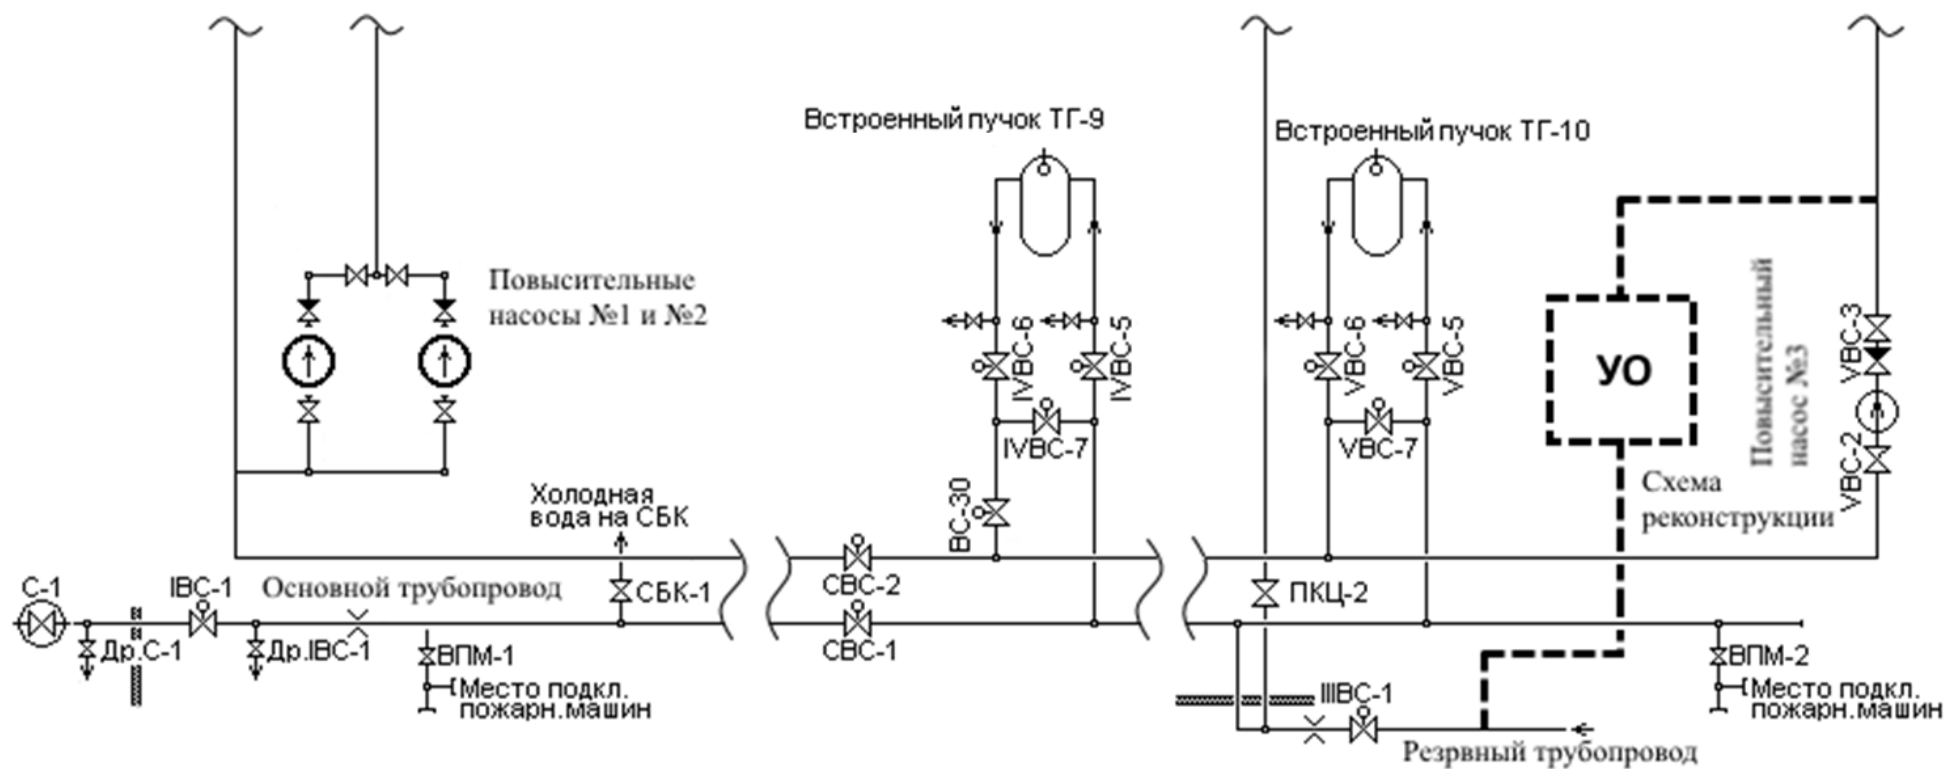 Встроенный пучок ТГ-9
Встроенный пучок ТГ-10
Повысительные
насосы №1 и №2
IVВС-6
IVВС-5
VВС-6
VВС-5
УО
Повысительный
насос №3
VВС-3
VВС-2
IVВС-7
VВС-7
Схема
реконструкции
Холодная
вода на СБК
ВС-30
С-1
IВС-1
Основной трубопровод
СБК-1
СВС-2
ПКЦ-2
Др.С-1
Др.IВС-1
ВПМ-1
СВС-1
ВПМ-2
Место подкл.
пожарн.машин
IIIВС-1
Место подкл.
пожарн.машин
Резрвный трубопровод